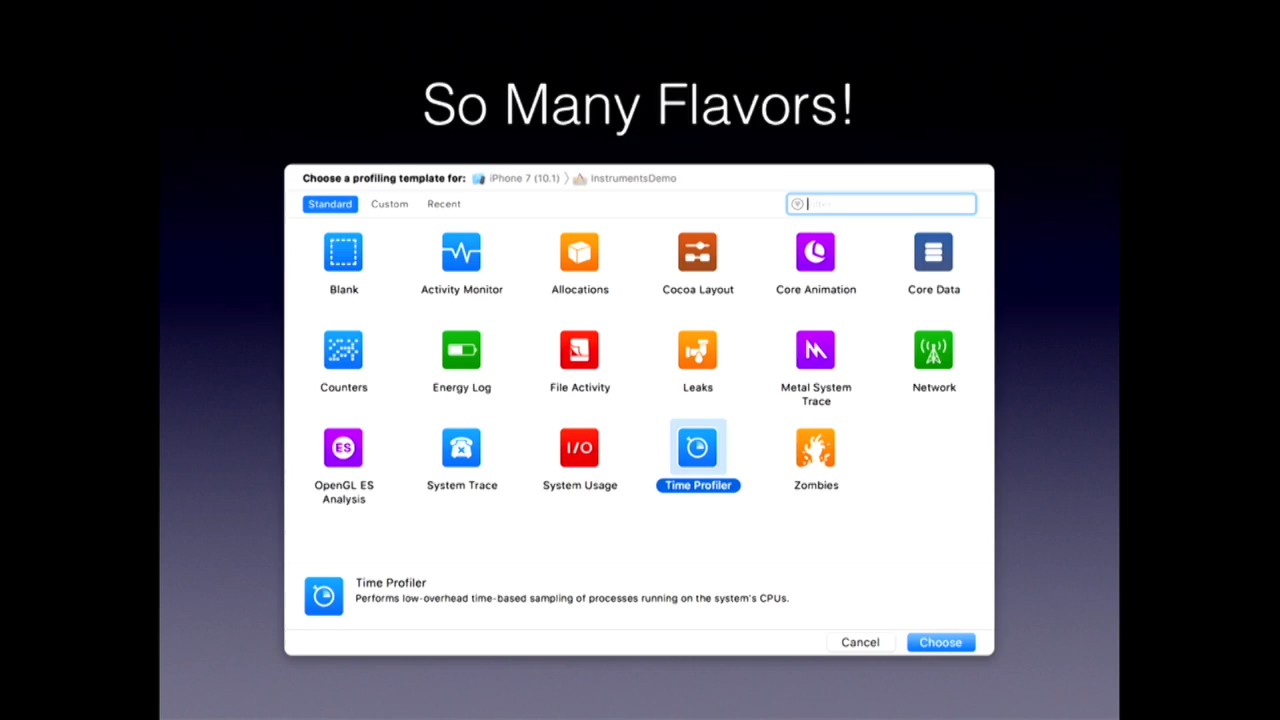 So Many Flavors!
Choose a profiling template for: iPhone 7 (10.1) 〉 InstrumentsDemo
Standard Custom Recent
Blank Activity Monitor Allocations Cocoa Layout Core Animation Core Data
Counters Energy Log File Activity Leaks Metal System Trace Network
ES
I/O
OpenGL ES Analysis System Trace System Usage Time Profiler Zombies
Time Profiler
Performs low-overhead time-based sampling of processes running on the system's CPUs.
Cancel Choose